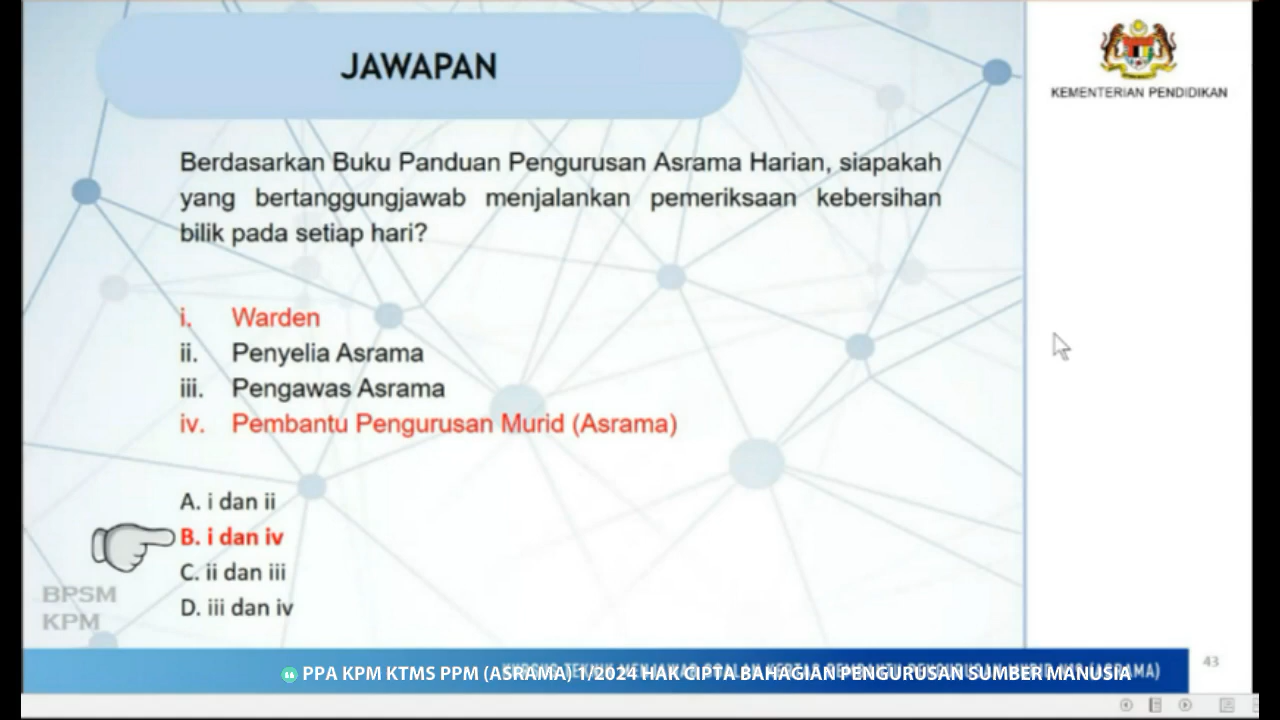 JAWAPAN
KEMENTERIAN PENDIDIKAN
Berdasarkan Buku Panduan Pengurusan Asrama Harian, siapakah
yang bertanggungjawab menjalankan pemeriksaan kebersihan
bilik pada setiap hari?
i. Warden
ii. Penyelia Asrama
iii. Pengawas Asrama
iv. Pembantu Pengurusan Murid (Asrama)
A. i dan ii
B. i dan iv
C. ii dan iii
D. iii dan iv
BPSM
KPM
PPA KPM KTMS PPM (ASRAMA) 1/2024 HAK CIPTA BAHAGIAN PENGURUSAN SUMBER MANUSIA
43